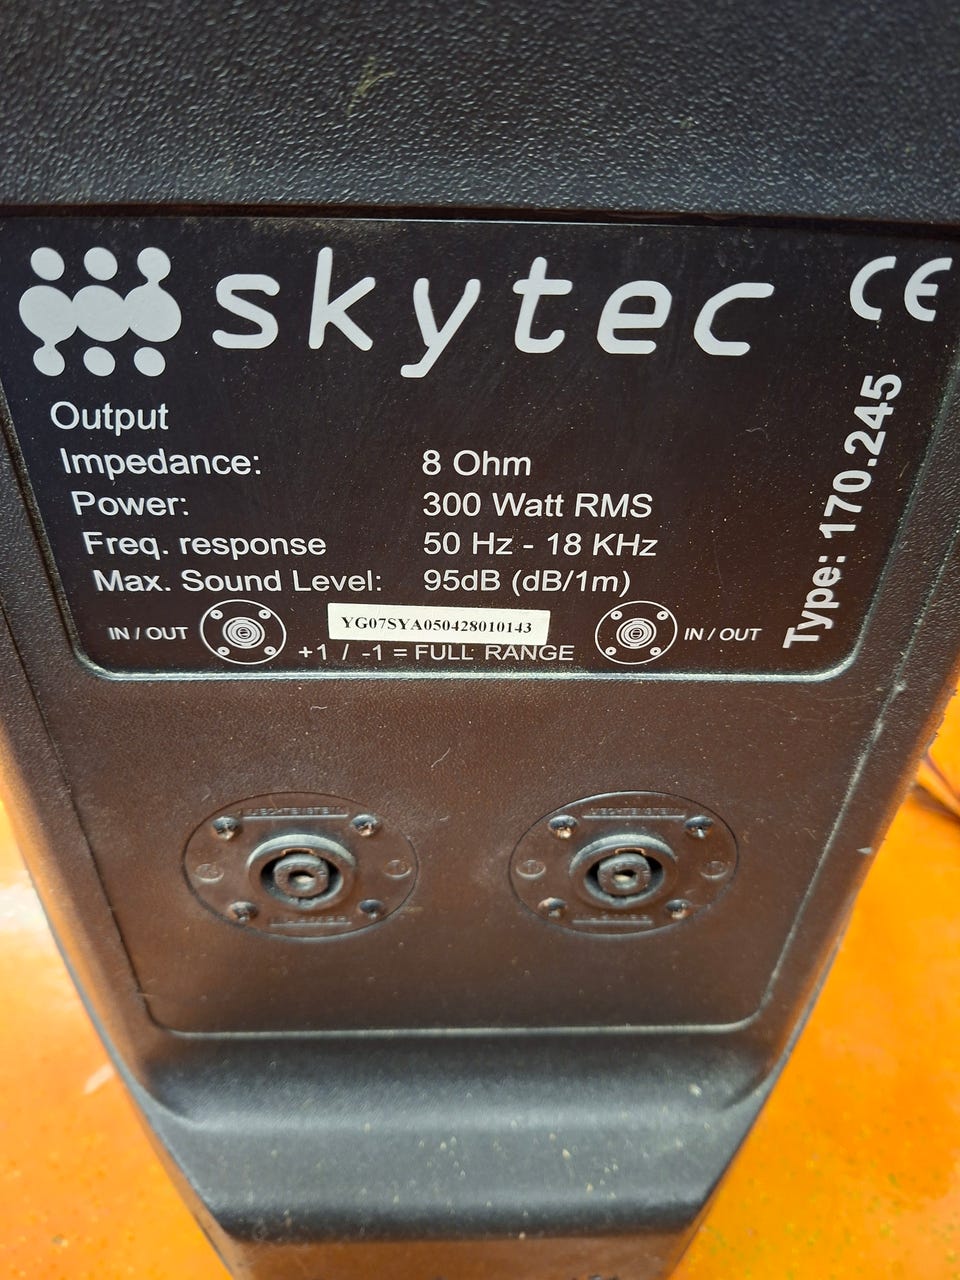 skytec
CE
Type: 170.245
Output
Impedance: 8 Ohm
Power: 300 Watt RMS
Freq. response 50 Hz - 18 KHz
Max. Sound Level: 95dB (dB/1m)
IN / OUT
YG07SYA050428010143
IN / OUT
+1 / -1 = FULL RANGE